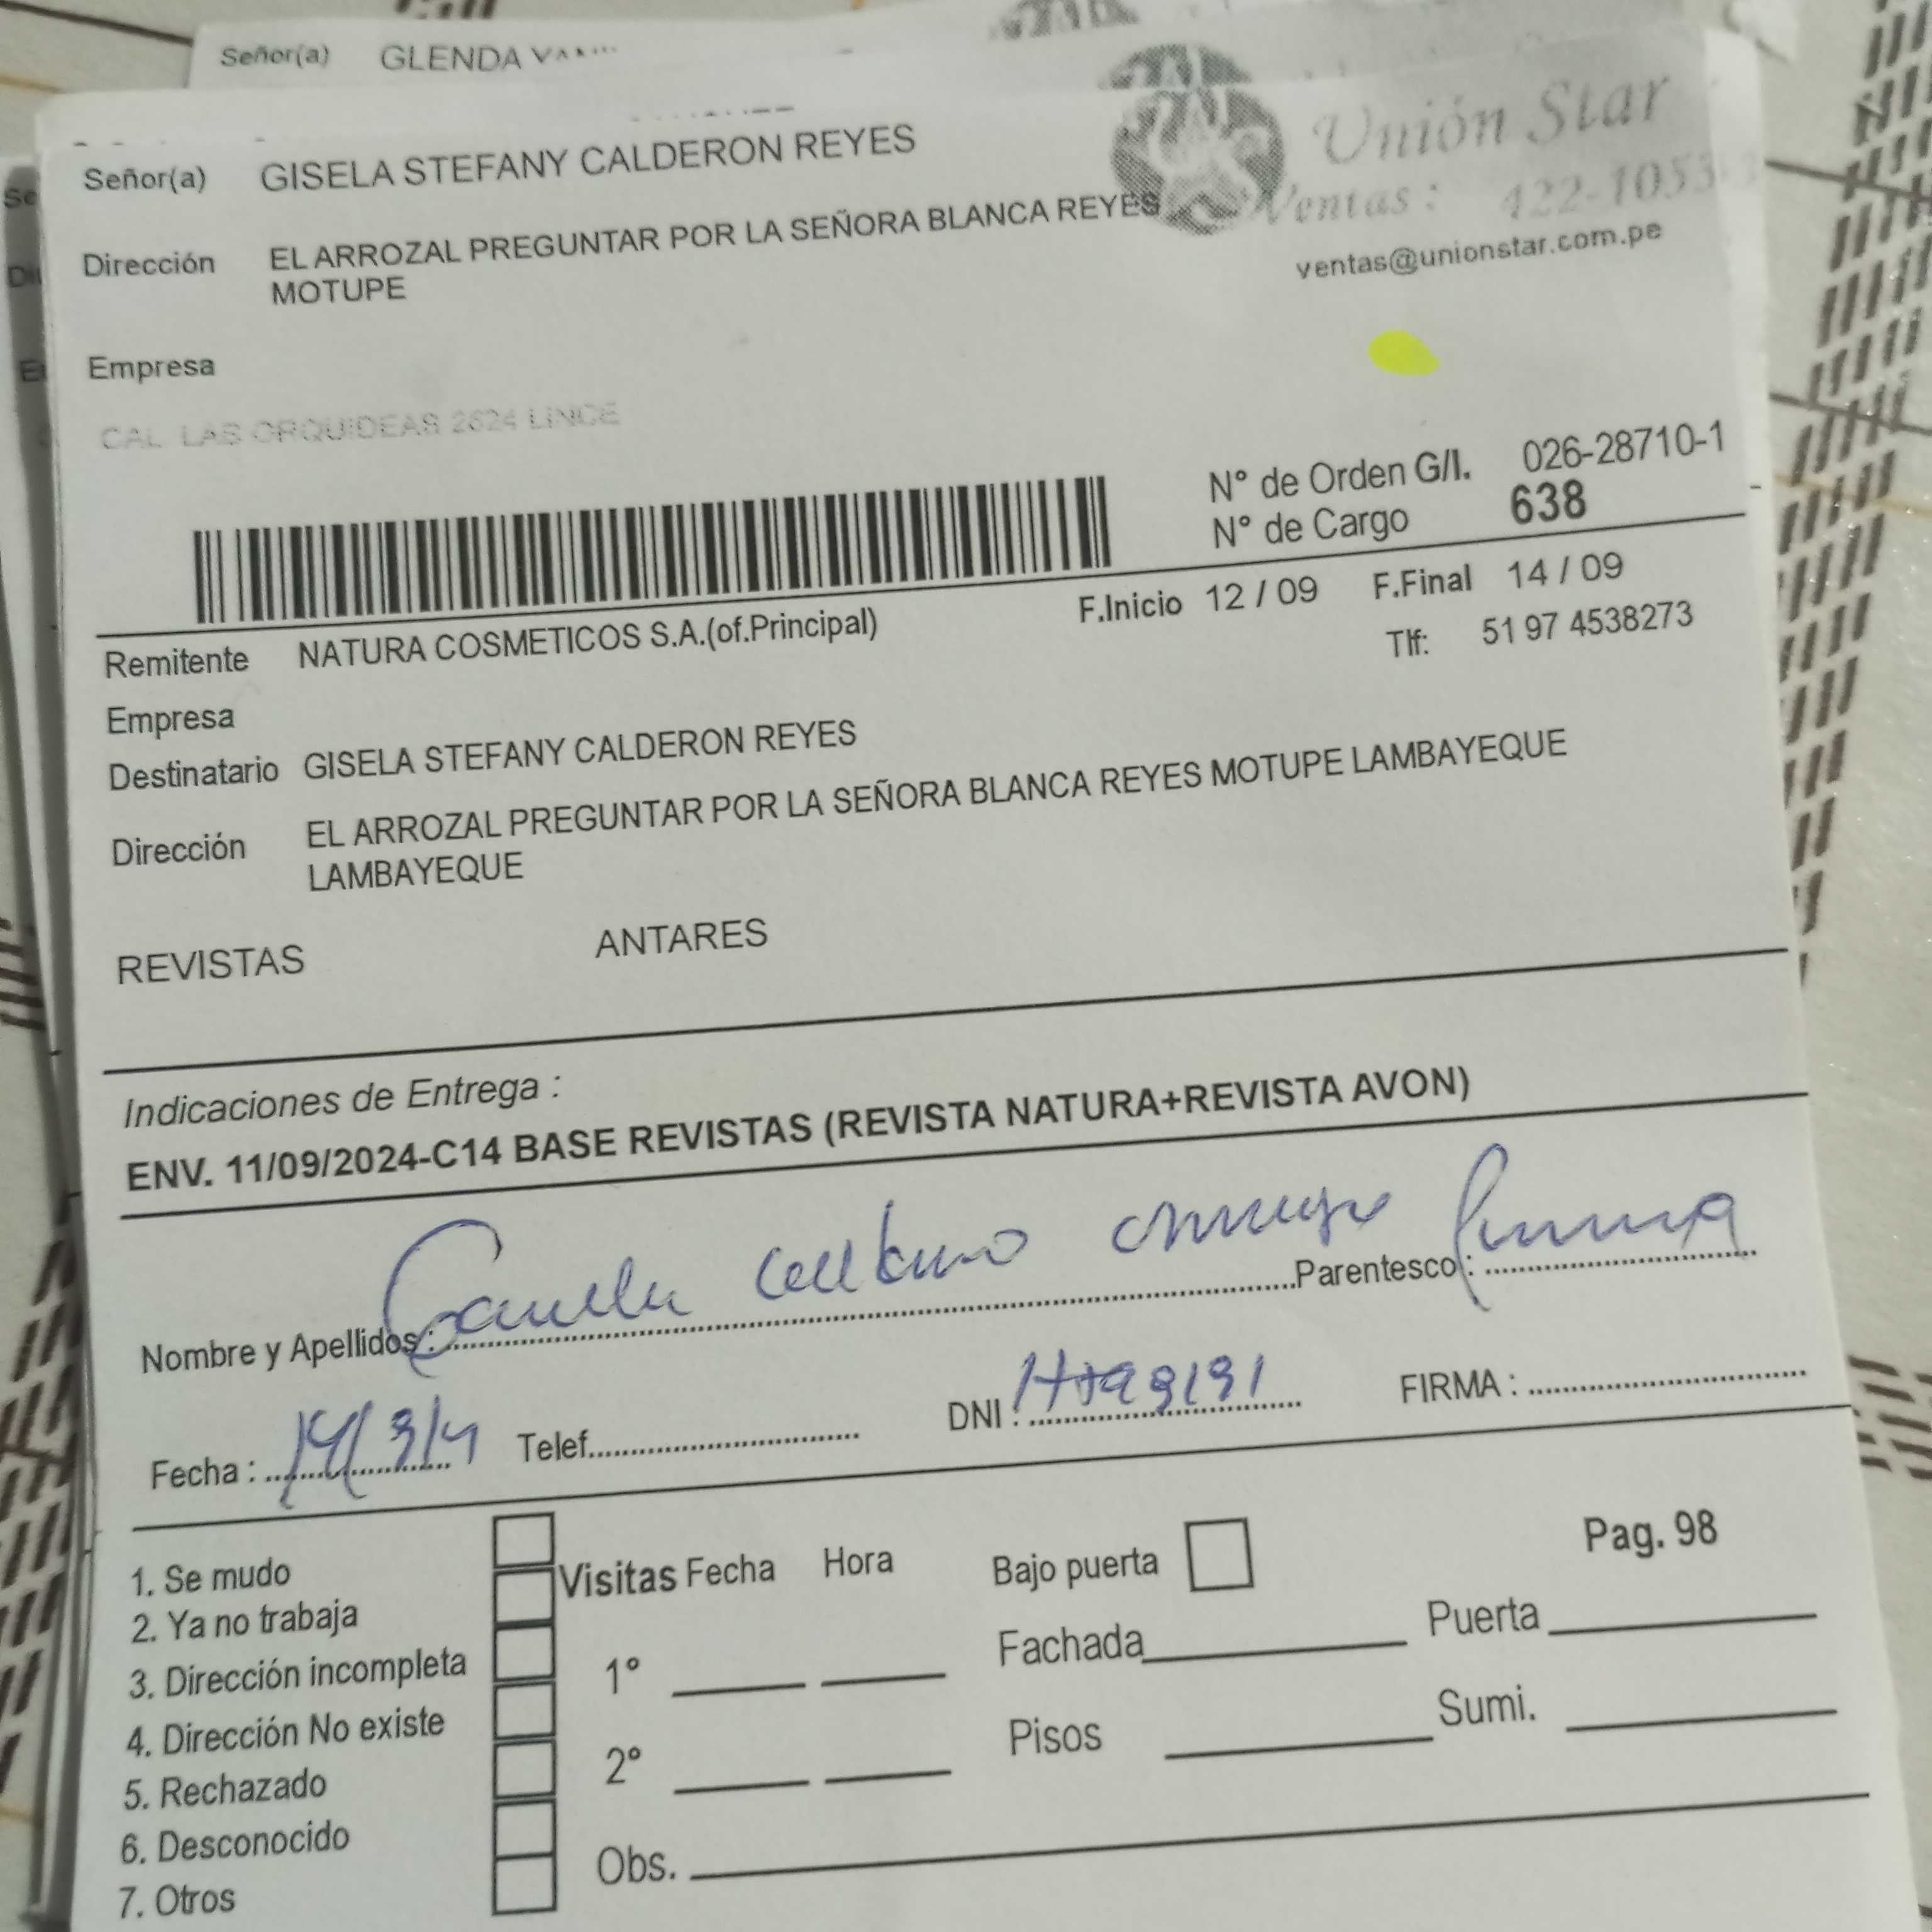 Señor(a) GLENDA
Señor(a) GISELA STEFANY CALDERON REYES
Unión Star
Ventas : 422-1053
ventas@unionstar.com.pe
Dirección EL ARROZAL PREGUNTAR POR LA SEÑORA BLANCA REYES
MOTUPE
Empresa
CAL. LAS ORQUIDEAS 2624 LINCE
N° de Orden G/I. 026-28710-1
N° de Cargo 638
F.Inicio 12 / 09 F.Final 14 / 09
Remitente NATURA COSMETICOS S.A.(of.Principal) Tlf: 51 97 4538273
Empresa
Destinatario GISELA STEFANY CALDERON REYES
Dirección EL ARROZAL PREGUNTAR POR LA SEÑORA BLANCA REYES MOTUPE LAMBAYEQUE
LAMBAYEQUE
REVISTAS ANTARES
Indicaciones de Entrega :
ENV. 11/09/2024-C14 BASE REVISTAS (REVISTA NATURA+REVISTA AVON)
Nombre y Apellidos : Parentesco :
Fecha : Telef. DNI : FIRMA :
1. Se mudo
2. Ya no trabaja
3. Dirección incompleta
4. Dirección No existe
5. Rechazado
6. Desconocido
7. Otros
Visitas Fecha Hora
1°
2°
Obs.
Bajo puerta Pag. 98
Fachada Puerta
Pisos Sumi.